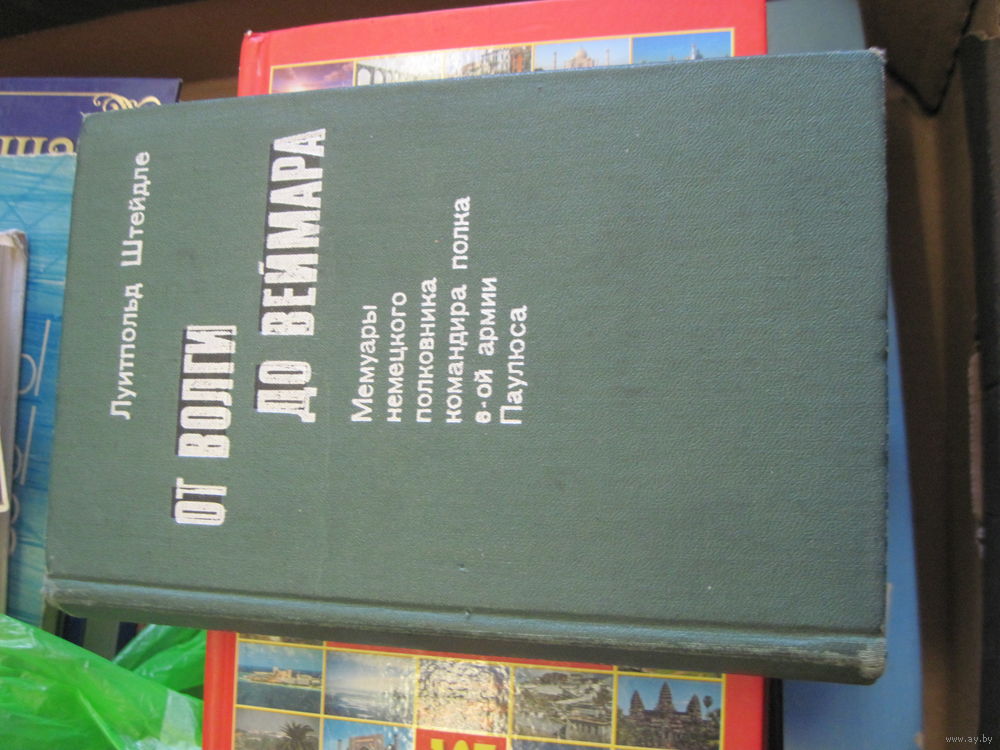 Луитпольд Штейдле
ОТ ВОЛГИ
ДО ВЕЙМАРА
Мемуары
немецкого
полковника
командира полка
6-ой армии
Паулюса
www.ay.by